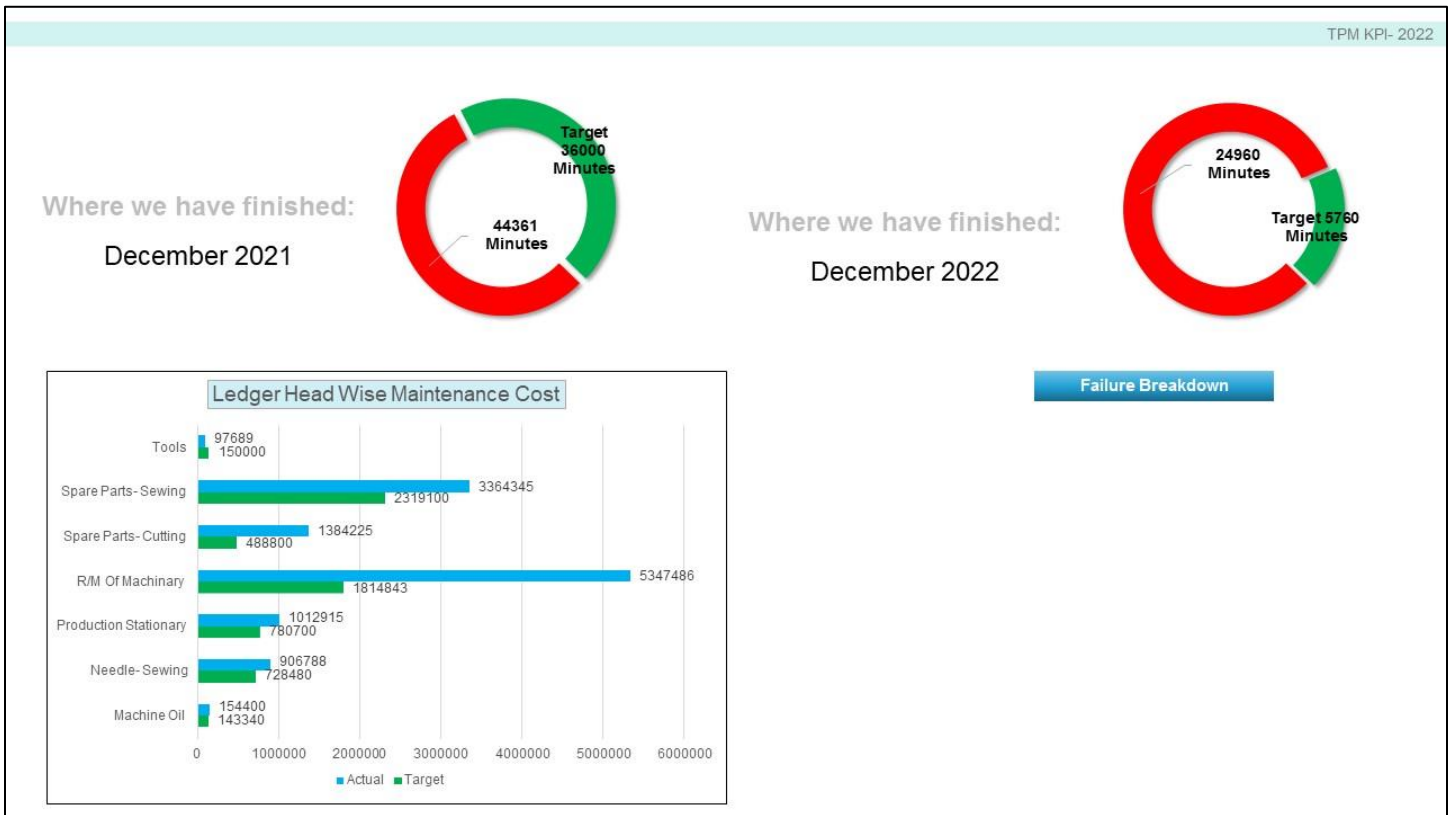 TPM KPI- 2022
Where we have finished:
December 2021
Target
36000
Minutes
44361
Minutes
Where we have finished:
December 2022
24960
Minutes
Target 5760
Minutes
Ledger Head Wise Maintenance Cost
Tools
97689
150000
Spare Parts- Sewing
3364345
2319100
Spare Parts- Cutting
1384225
488800
R/M Of Machinary
5347486
1814843
Production Stationary
1012915
780700
Needle- Sewing
906788
728480
Machine Oil
154400
143340
0 1000000 2000000 3000000 4000000 5000000 6000000
Actual Target
Failure Breakdown